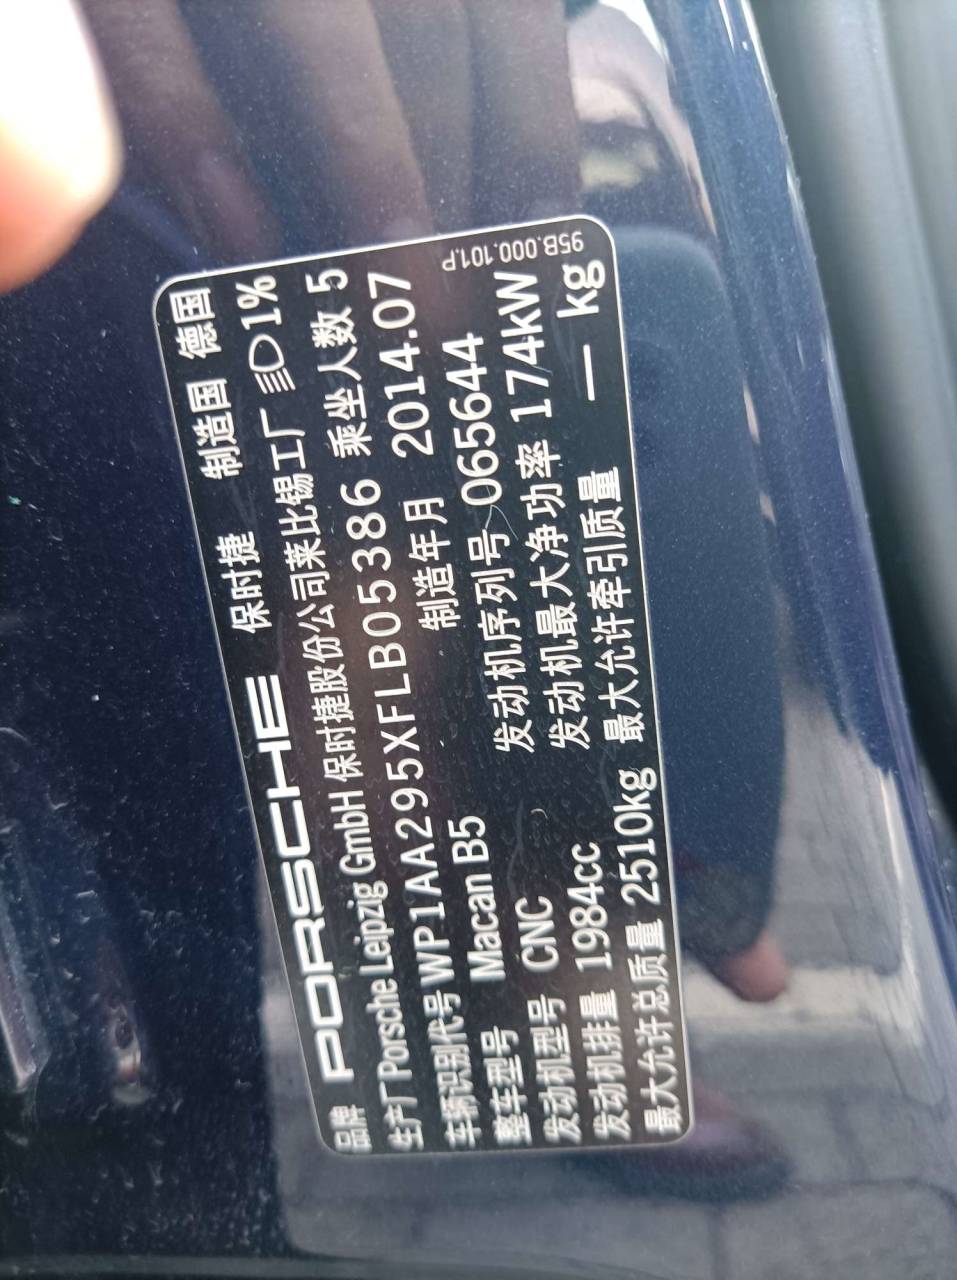 品牌 PORSCHE 保时捷 制造国 德国
生产厂 Porsche Leipzig GmbH 保时捷股份公司莱比锡工厂 1%
车辆识别代号 WP1AA295XFLB05386 乘坐人数 5
整车型号 Macan B5 制造年月 2014.07
发动机型号 CNC 发动机序列号 065644
发动机排量 1984cc 发动机最大净功率 174kW
最大允许总质量 2510kg 最大允许牵引质量 — kg
95B.000.101.P